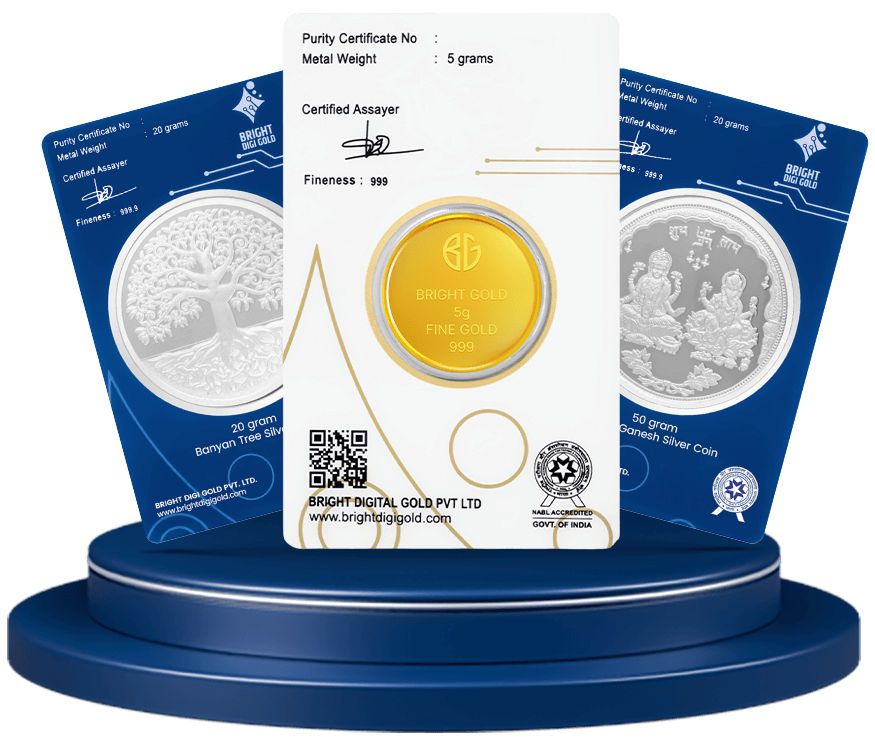 Purity Certificate No :
Metal Weight : 20 grams
Certified Assayer
Fineness : 999.9
BRIGHT
DIGI GOLD
20 gram
Banyan Tree Silv
BRIGHT DIGI GOLD PVT. LTD.
www.brightdigigold.com
Purity Certificate No :
Metal Weight : 5 grams
Certified Assayer
Fineness : 999
BG
BRIGHT GOLD
5g
FINE GOLD
999
BRIGHT DIGITAL GOLD PVT LTD
www.brightdigigold.com
NABL ACCREDITED
GOVT. OF INDIA
Purity Certificate No :
Metal Weight : 20 grams
ertified Assayer
ss : 999.9
BRIGHT
DIGI GOLD
शुभ लाभ
50 gram
Ganesh Silver Coin
TD.